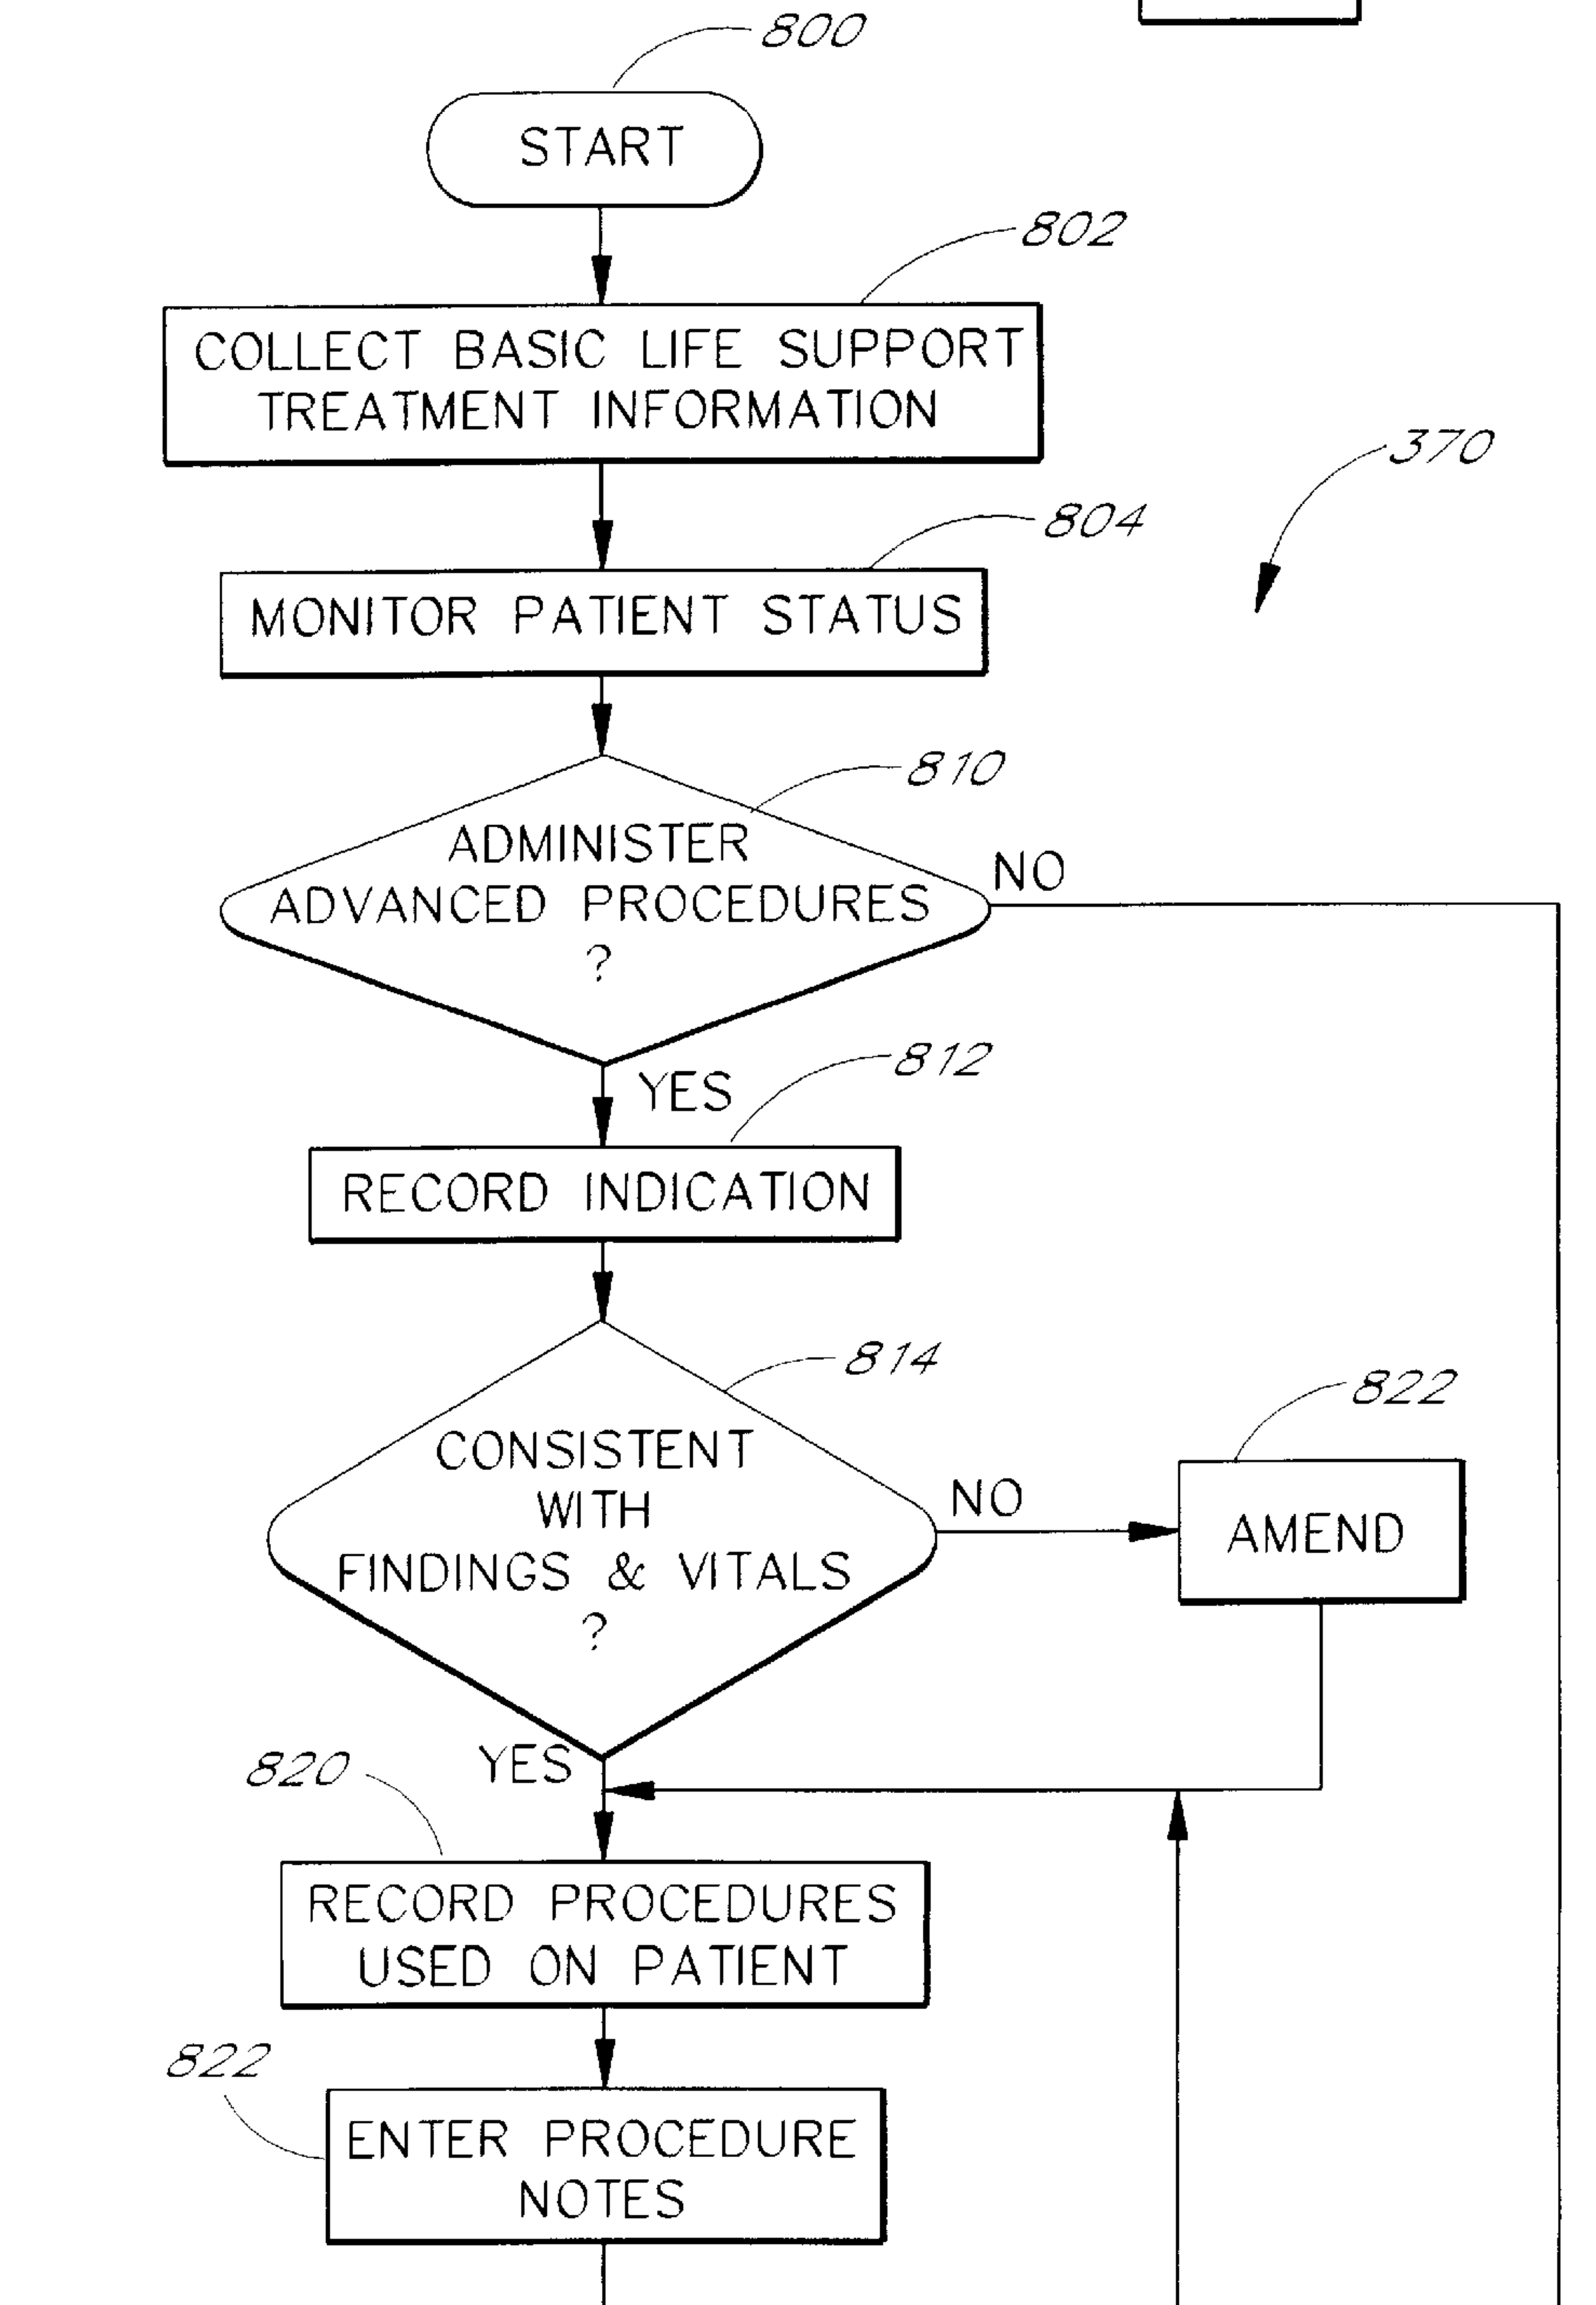 800
START
802
COLLECT BASIC LIFE SUPPORT
TREATMENT INFORMATION
370
804
MONITOR PATIENT STATUS
810
ADMINISTER
ADVANCED PROCEDURES
?
NO
YES
812
RECORD INDICATION
814
CONSISTENT
WITH
FINDINGS & VITALS
?
NO
822
AMEND
YES
820
RECORD PROCEDURES
USED ON PATIENT
822
ENTER PROCEDURE
NOTES